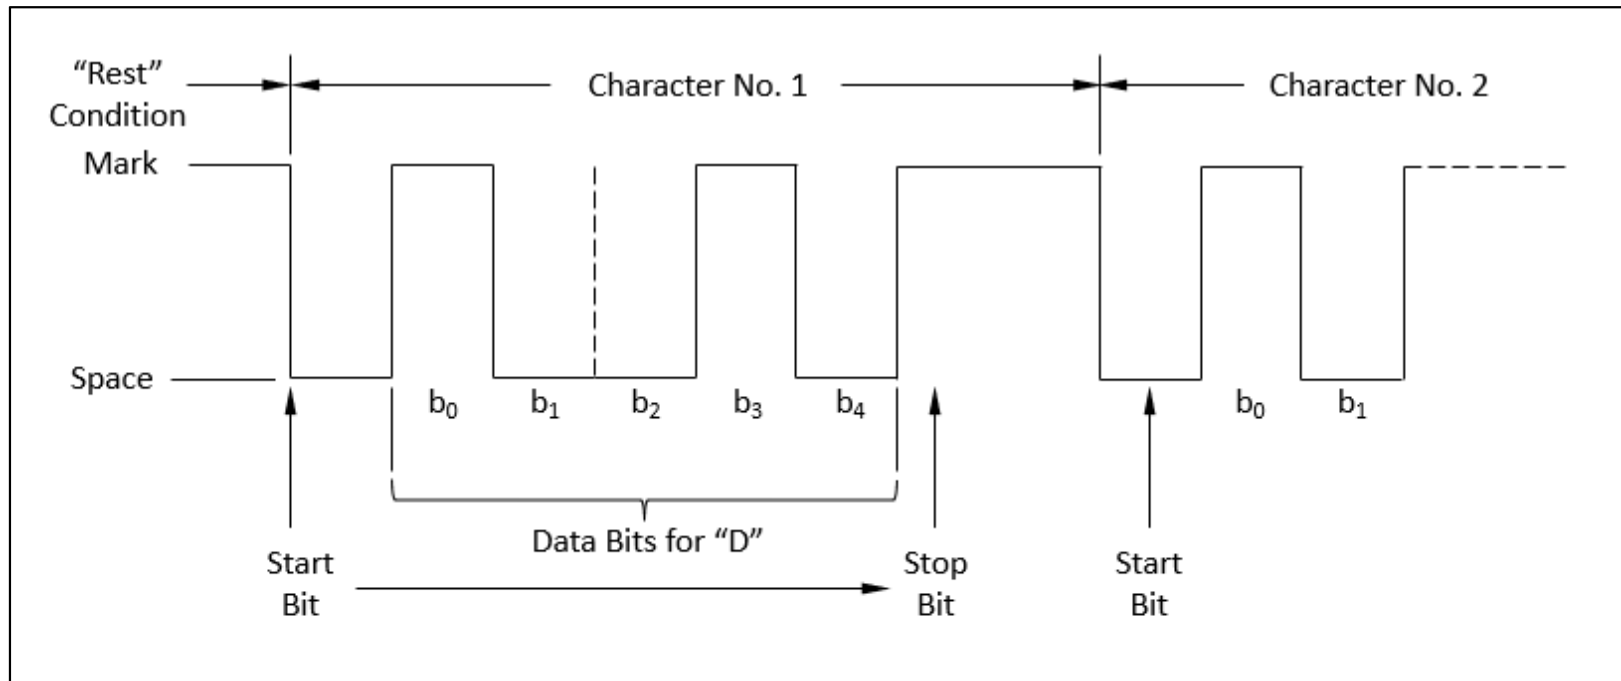 “Rest”
Condition
Character No. 1
Character No. 2
Mark
Space
b₀ b₁ b₂ b₃ b₄ b₀ b₁
Data Bits for “D”
Start
Bit
Stop
Bit
Start
Bit